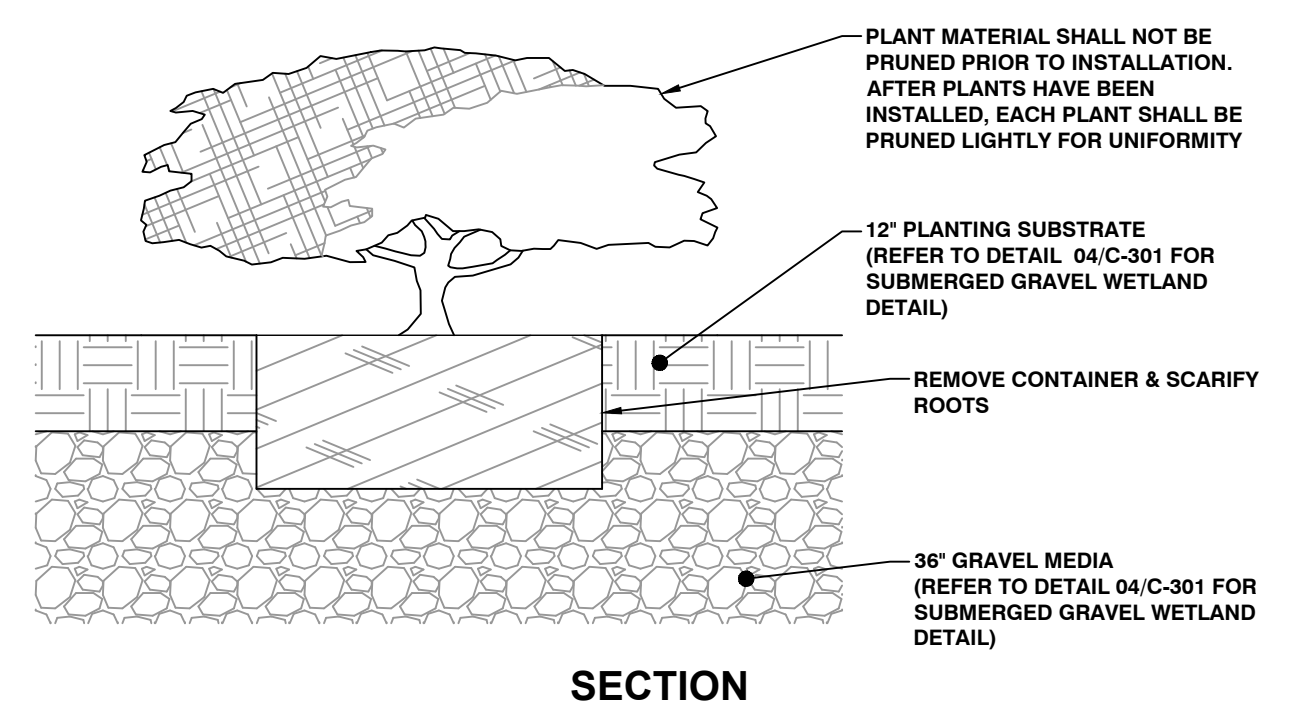 PLANT MATERIAL SHALL NOT BE
PRUNED PRIOR TO INSTALLATION.
AFTER PLANTS HAVE BEEN
INSTALLED, EACH PLANT SHALL BE
PRUNED LIGHTLY FOR UNIFORMITY
12" PLANTING SUBSTRATE
(REFER TO DETAIL 04/C-301 FOR
SUBMERGED GRAVEL WETLAND
DETAIL)
REMOVE CONTAINER & SCARIFY
ROOTS
36" GRAVEL MEDIA
(REFER TO DETAIL 04/C-301 FOR
SUBMERGED GRAVEL WETLAND
DETAIL)
SECTION